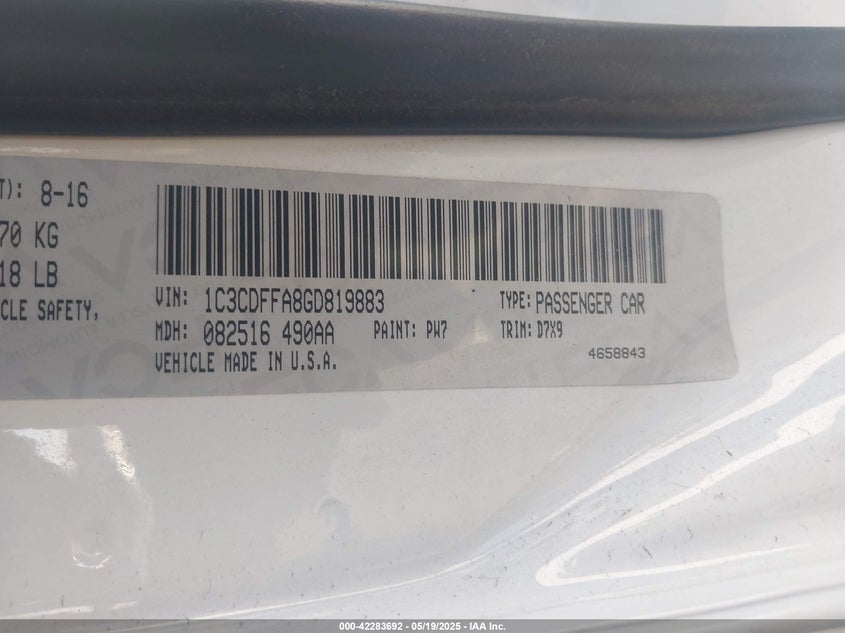 T): 8-16
70 KG
18 LB
CLE SAFETY,
VIN: 1C3CDFFA8GD819883 TYPE: PASSENGER CAR
MDH: 082516 490AA PAINT: PW7 TRIM: D7X9
VEHICLE MADE IN U.S.A. 4658843
000-42283692 - 05/19/2025 - IAA Inc.